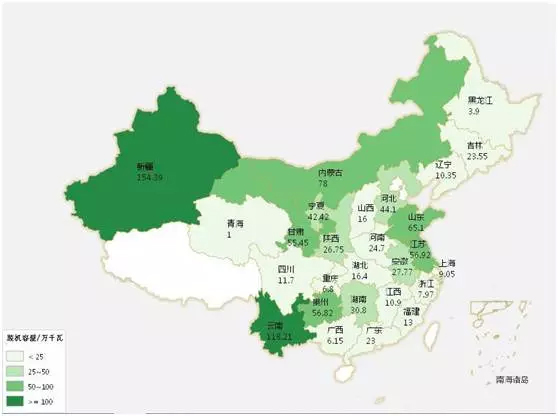 黑龙江
3.9
吉林
23.55
辽宁
10.35
新疆
154.39
内蒙古
78
河北
44.1
山西
16
宁夏
42.42
山东
65.1
青海
1
甘肃
55.45
陕西
26.75
河南
24.7
江苏
56.92
安徽
27.77
上海
9.05
四川
11.7
重庆
6.8
湖北
16.4
浙江
7.97
江西
10.9
湖南
30.8
贵州
56.82
福建
13
云南
118.21
广西
6.15
广东
23
装机容量/万千瓦
< 25
25~50
50~100
>= 100
南海诸岛